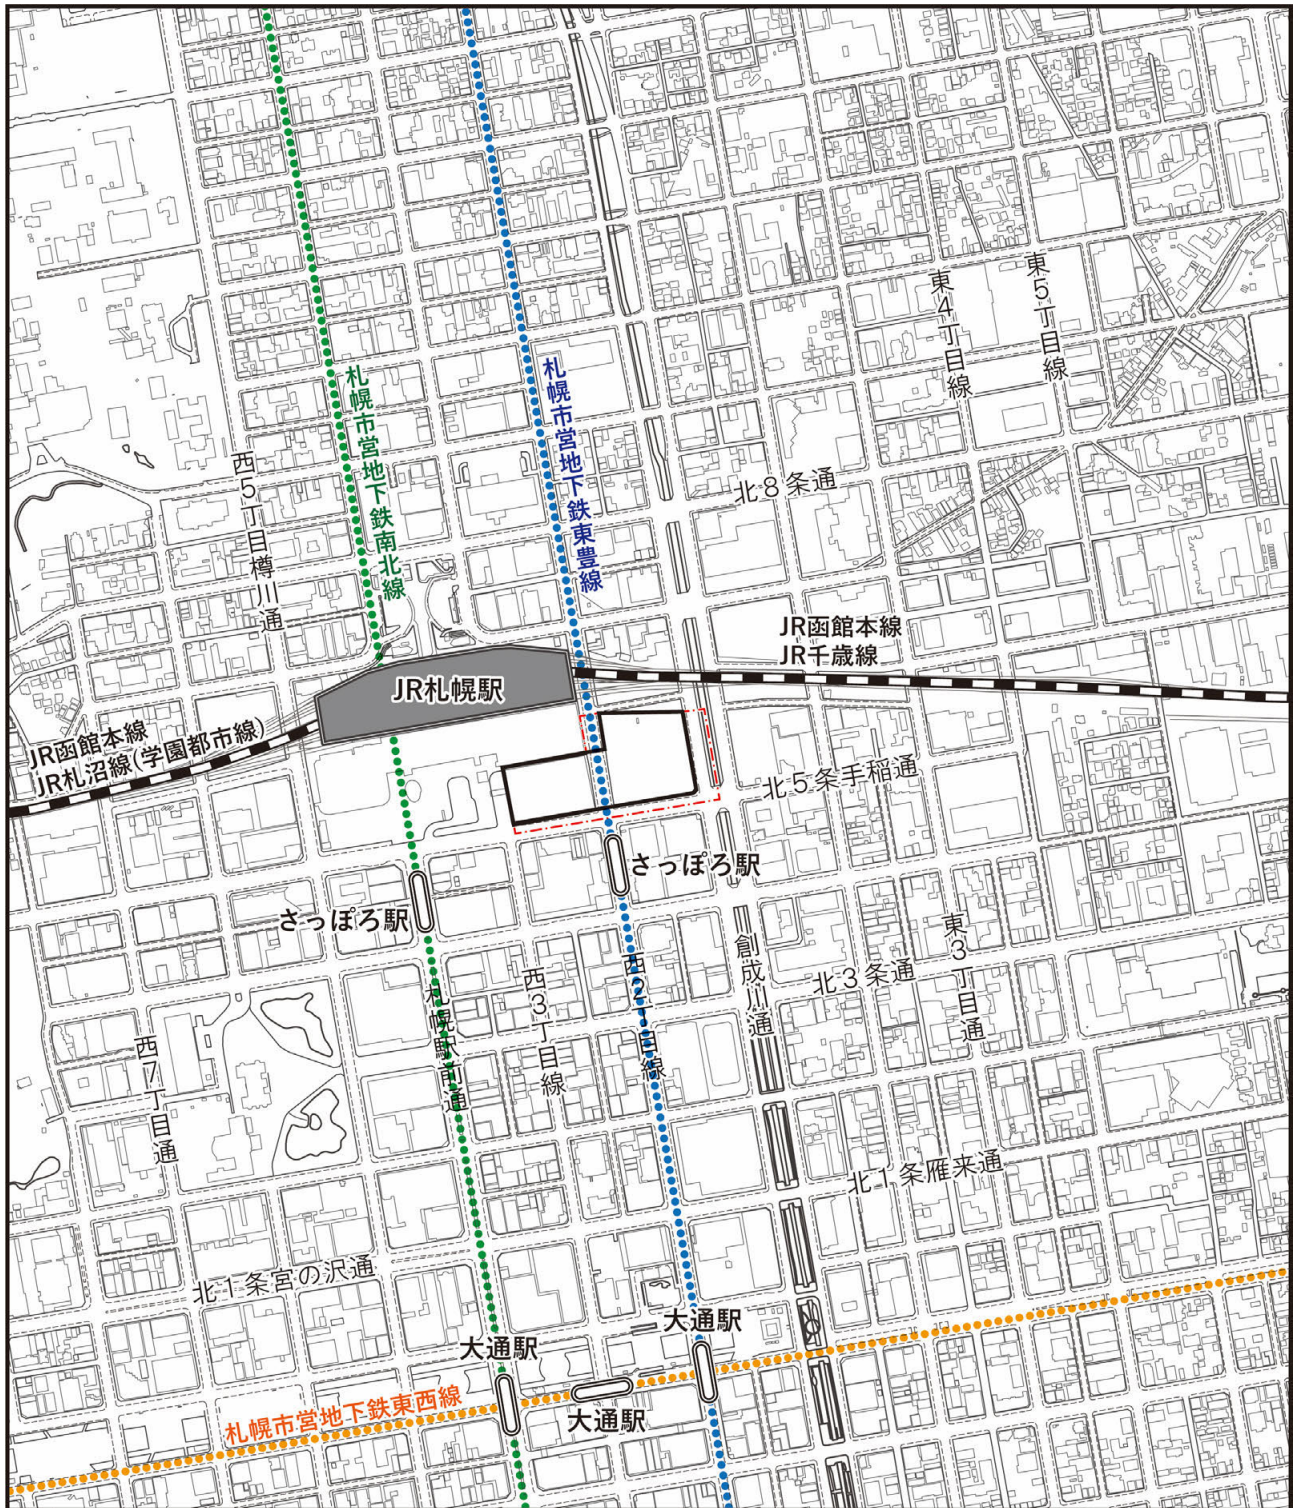 東5丁目線
東4丁目線
札幌市営地下鉄南北線
札幌市営地下鉄東豊線
西5丁目樽川通
北8条通
JR函館本線
JR千歳線
JR札幌駅
JR函館本線
JR札沼線(学園都市線)
北5条手稲通
さっぽろ駅
さっぽろ駅
東3丁目通
創成川通
北3条通
西2丁目線
西3丁目線
札幌駅前通
西7丁目通
北1条雁来通
北1条宮の沢通
大通駅
大通駅
大通駅
札幌市営地下鉄東西線